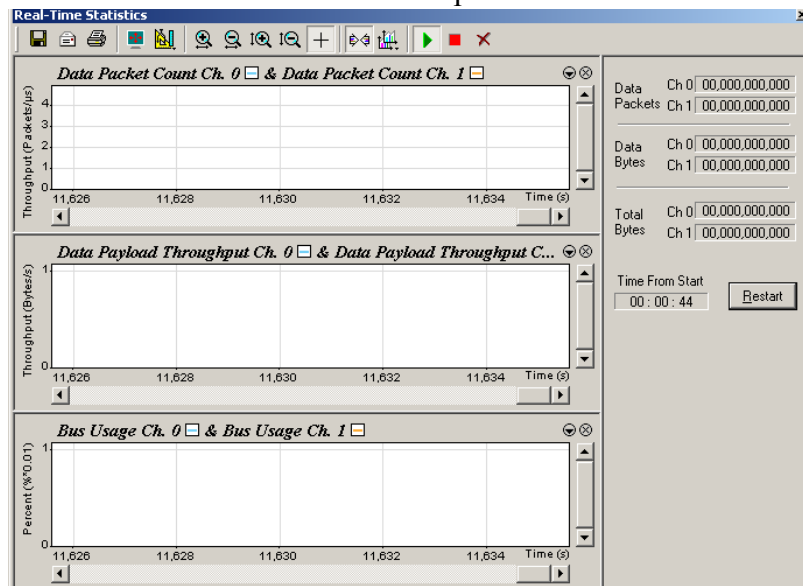 Real-Time Statistics
Data Packet Count Ch. 0 & Data Packet Count Ch. 1
Throughput (Packets/µs)
4
3
2
1
0
11,626 11,628 11,630 11,632 11,634 Time (s)
Data Payload Throughput Ch. 0 & Data Payload Throughput C...
Throughput (Bytes/s)
1
0
11,626 11,628 11,630 11,632 11,634 Time (s)
Bus Usage Ch. 0 & Bus Usage Ch. 1
Percent (%*0.01)
1
0
11,626 11,628 11,630 11,632 11,634 Time (s)
Data Packets
Ch 0 00,000,000,000
Ch 1 00,000,000,000
Data Bytes
Ch 0 00,000,000,000
Ch 1 00,000,000,000
Total Bytes
Ch 0 00,000,000,000
Ch 1 00,000,000,000
Time From Start
00 : 00 : 44
Restart